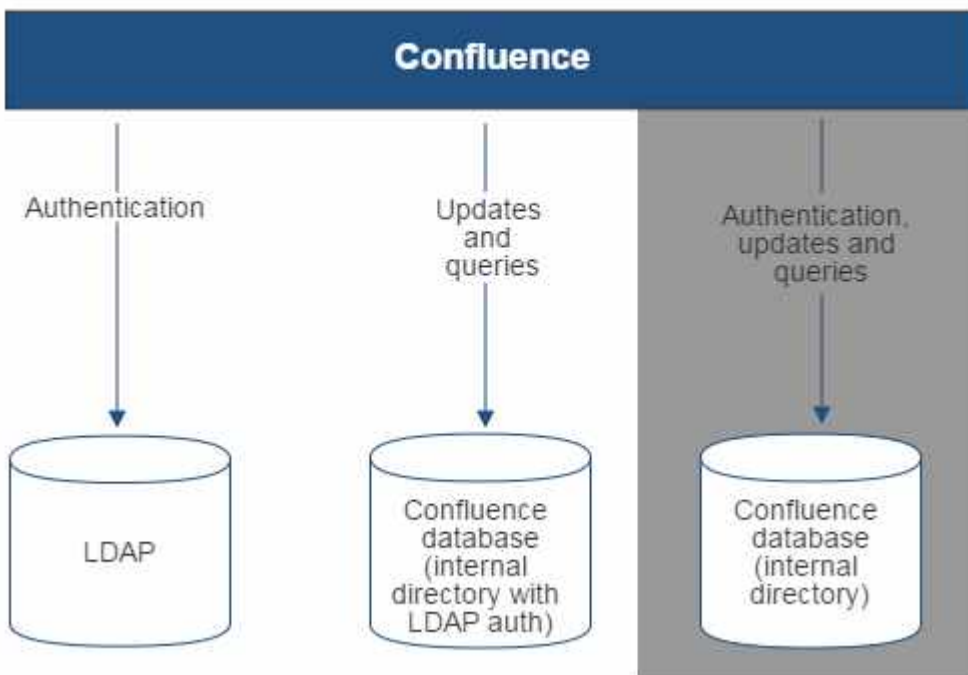 Confluence
Authentication
Updates
and
queries
Authentication,
updates and
queries
LDAP
Confluence
database
(internal
directory with
LDAP auth)
Confluence
database
(internal
directory)